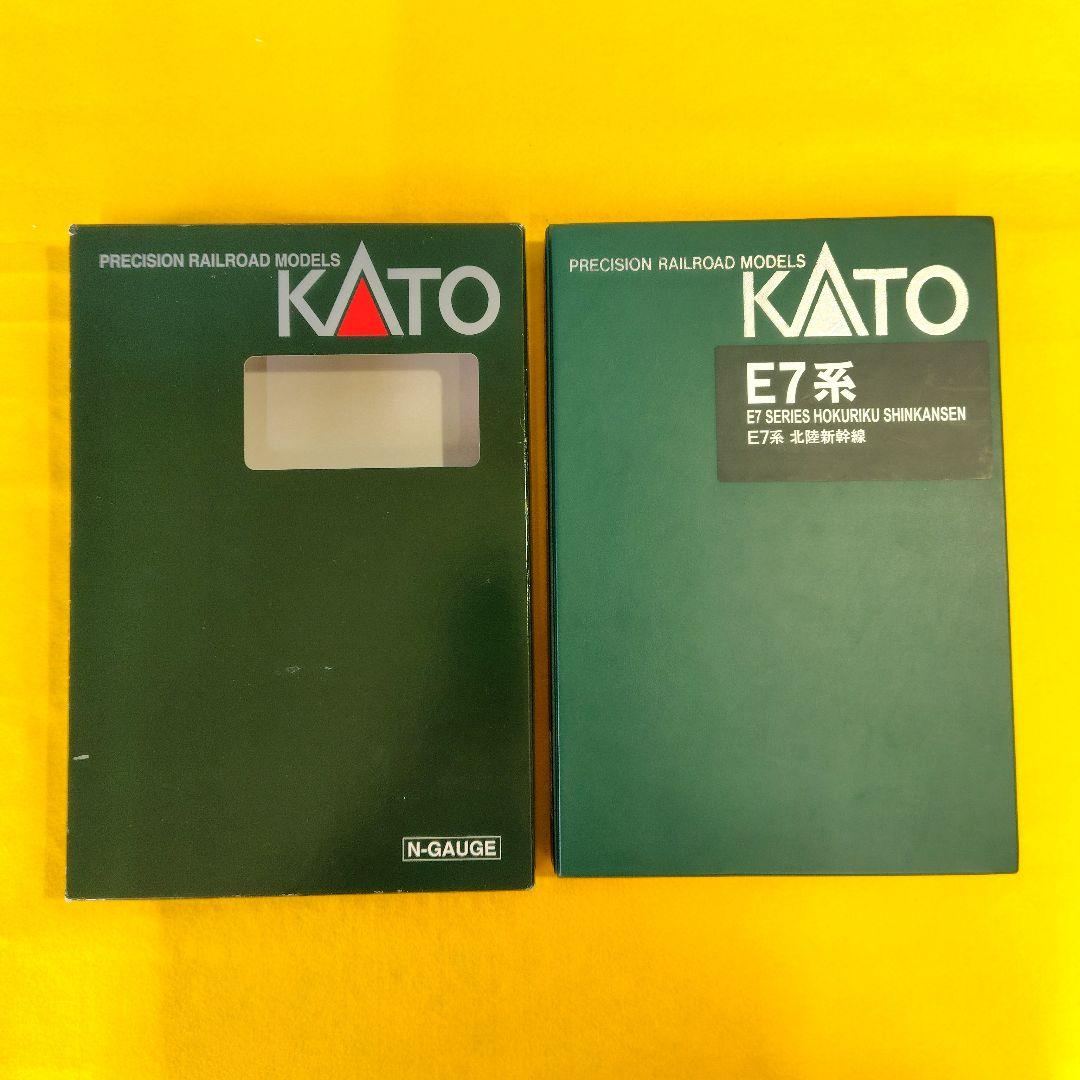 PRECISION RAILROAD MODELS
KATO
N-GAUGE
PRECISION RAILROAD MODELS
KATO
E7系
E7 SERIES HOKURIKU SHINKANSEN
E7系 北陸新幹線